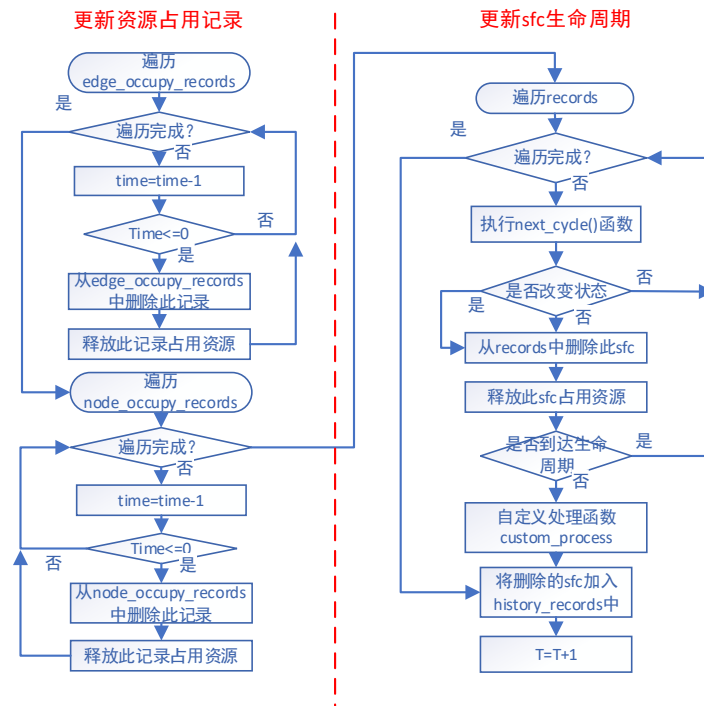 更新资源占用记录
遍历
edge_occupy_records
是
遍历完成?
否
time=time-1
Time<=0
否
是
从edge_occupy_records
中删除此记录
释放此记录占用资源
遍历
node_occupy_records
遍历完成?
否
time=time-1
Time<=0
否
是
从node_occupy_records
中删除此记录
释放此记录占用资源
更新sfc生命周期
遍历records
是
遍历完成?
否
执行next_cycle()函数
是否改变状态
否
是
否
从records中删除此sfc
释放此sfc占用资源
是否到达生命
周期
是
否
自定义处理函数
custom_process
将删除的sfc加入
history_records中
T=T+1